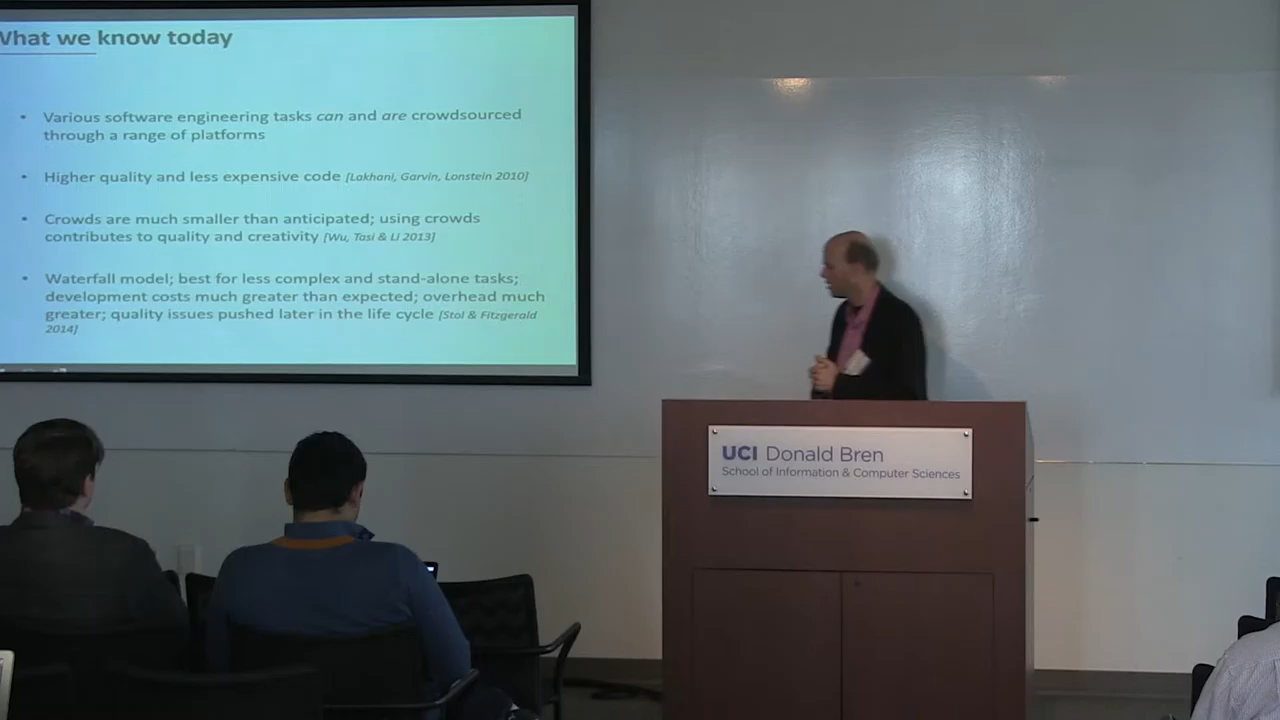 What we know today
• Various software engineering tasks can and are crowdsourced
through a range of platforms
• Higher quality and less expensive code [Lakhani, Garvin, Lonstein 2010]
• Crowds are much smaller than anticipated; using crowds
contributes to quality and creativity [Wu, Tasi & Li 2013]
• Waterfall model; best for less complex and stand-alone tasks;
development costs much greater than expected; overhead much
greater; quality issues pushed later in the life cycle [Stol & Fitzgerald
2014]
UCI Donald Bren
School of Information & Computer Sciences